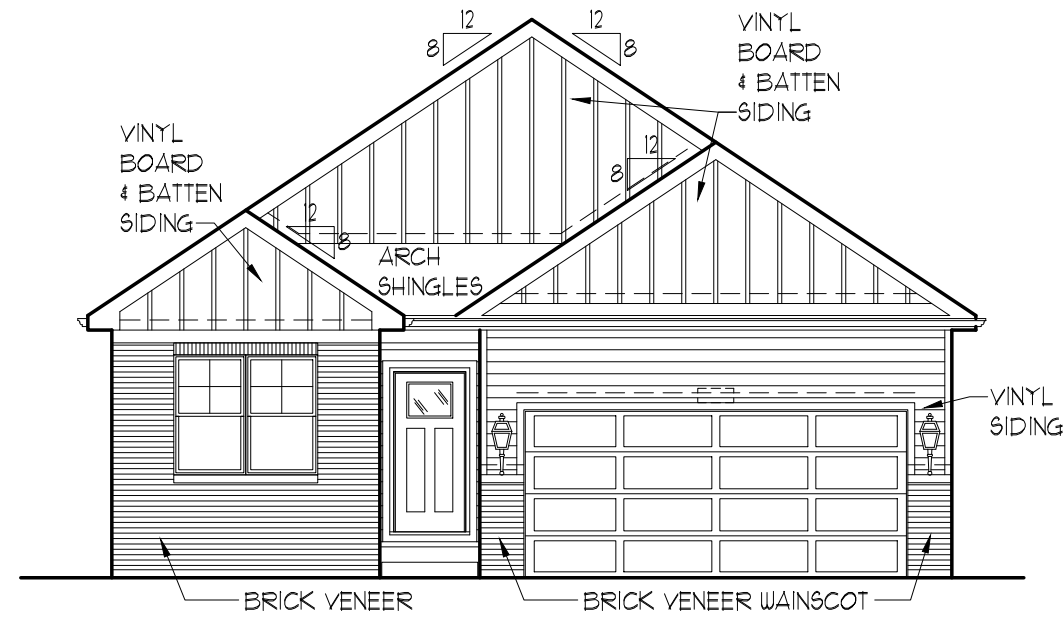 12
8
12
8
VINYL
BOARD
& BATTEN
SIDING
VINYL
BOARD
& BATTEN
SIDING
12
8
12
8
ARCH
SHINGLES
VINYL
SIDING
BRICK VENEER
BRICK VENEER WAINSCOT